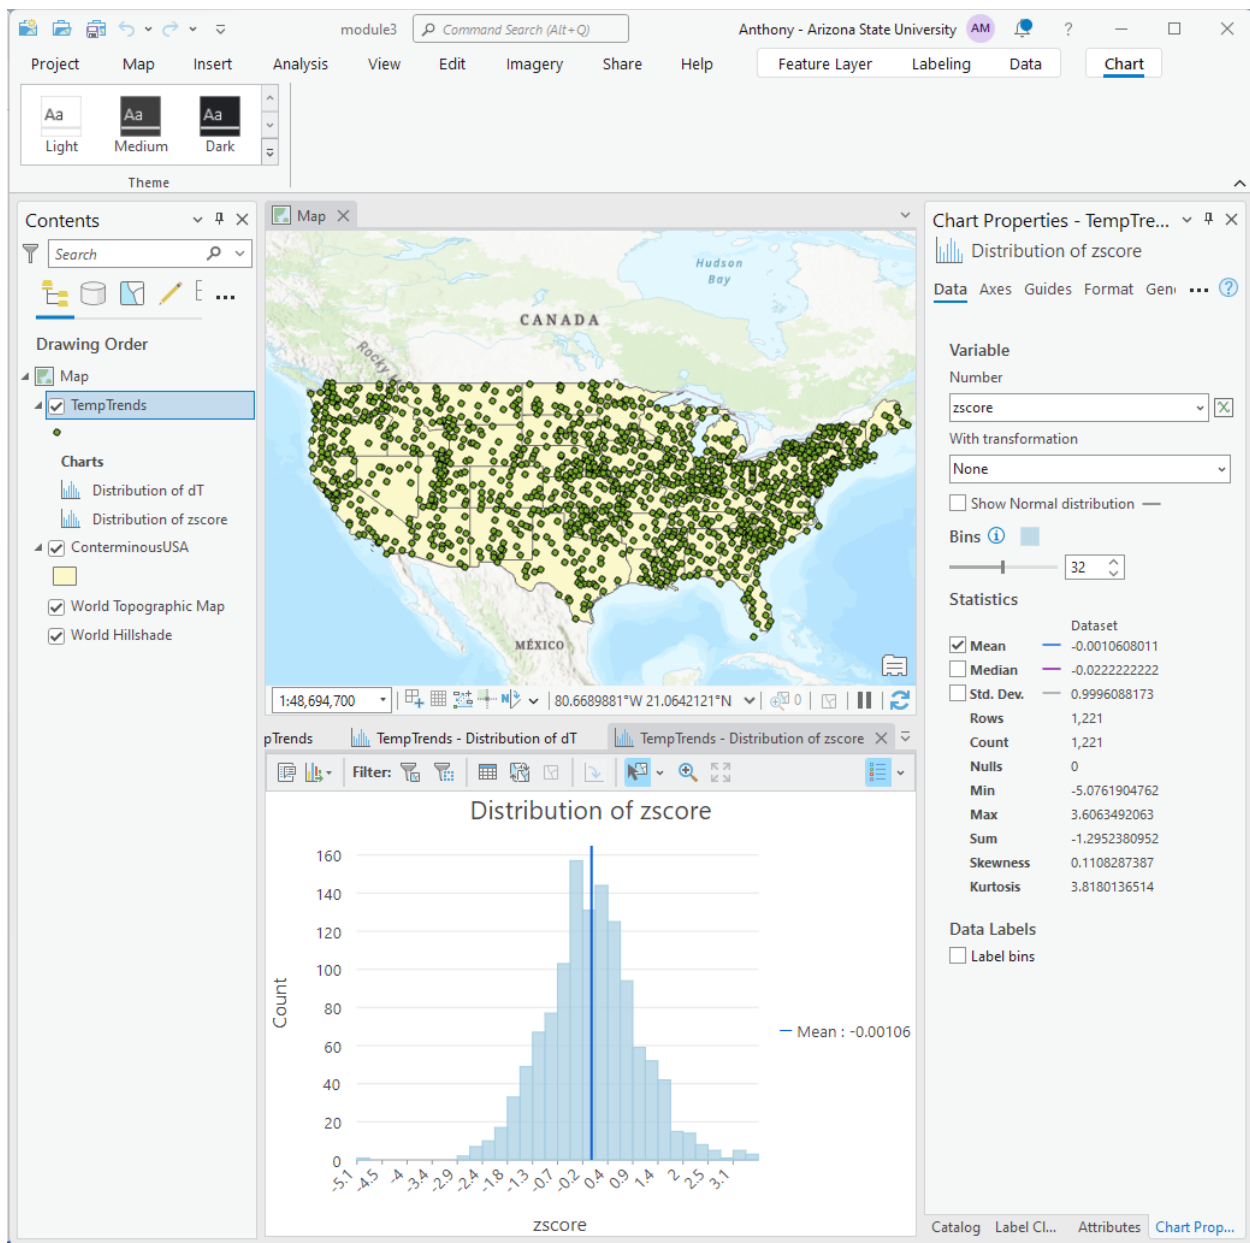 module3
Command Search (Alt+Q)
Anthony - Arizona State University
AM
?
Project Map Insert Analysis View Edit Imagery Share Help Feature Layer Labeling Data Chart
Aa Aa Aa
Light Medium Dark
Theme
Contents
Search
Drawing Order
Map
TempTrends
Charts
Distribution of dT
Distribution of zscore
ConterminousUSA
World Topographic Map
World Hillshade
Map
Hudson
Bay
CANADA
Rocky
MÉXICO
1:48,694,700
N
80.6689881°W 21.0642121°N
0
pTrends
TempTrends - Distribution of dT
TempTrends - Distribution of zscore
Filter:
Distribution of zscore
160
140
120
100
80
60
40
20
0
Count
-5.1 -4.5 -4 -3.4 -2.9 -2.4 -1.8 -1.3 -0.7 -0.2 0.4 0.9 1.4 2 2.5 3.1
zscore
Mean : -0.00106
Chart Properties - TempTre...
Distribution of zscore
Data Axes Guides Format Gen ... ?
Variable
Number
zscore
With transformation
None
Show Normal distribution
Bins
32
Statistics
Dataset
Mean -0.0010608011
Median -0.0222222222
Std. Dev. 0.9996088173
Rows 1,221
Count 1,221
Nulls 0
Min -5.0761904762
Max 3.6063492063
Sum -1.2952380952
Skewness 0.1108287387
Kurtosis 3.8180136514
Data Labels
Label bins
Catalog Label Cl... Attributes Chart Prop...